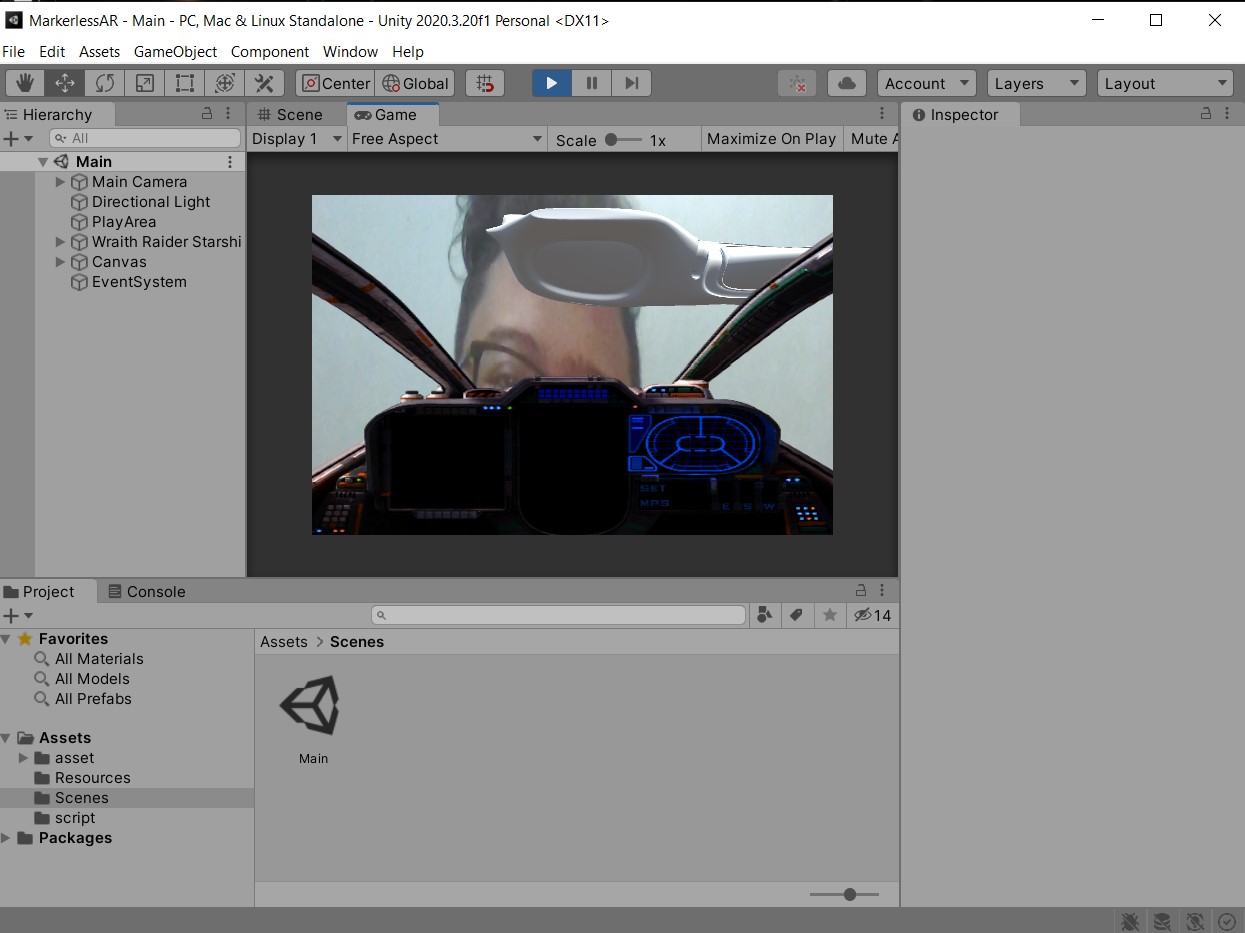 MarkerlessAR - Main - PC, Mac & Linux Standalone - Unity 2020.3.20f1 Personal <DX11>
File Edit Assets GameObject Component Window Help
Center Global Account Layers Layout
Hierarchy
All
Main
Main Camera
Directional Light
PlayArea
Wraith Raider Starshi
Canvas
EventSystem
Scene Game
Display 1 Free Aspect Scale 1x Maximize On Play Mute A
SET
MPS
E S W
Inspector
Project Console
14
Favorites
All Materials
All Models
All Prefabs
Assets
asset
Resources
Scenes
script
Packages
Assets > Scenes
Main